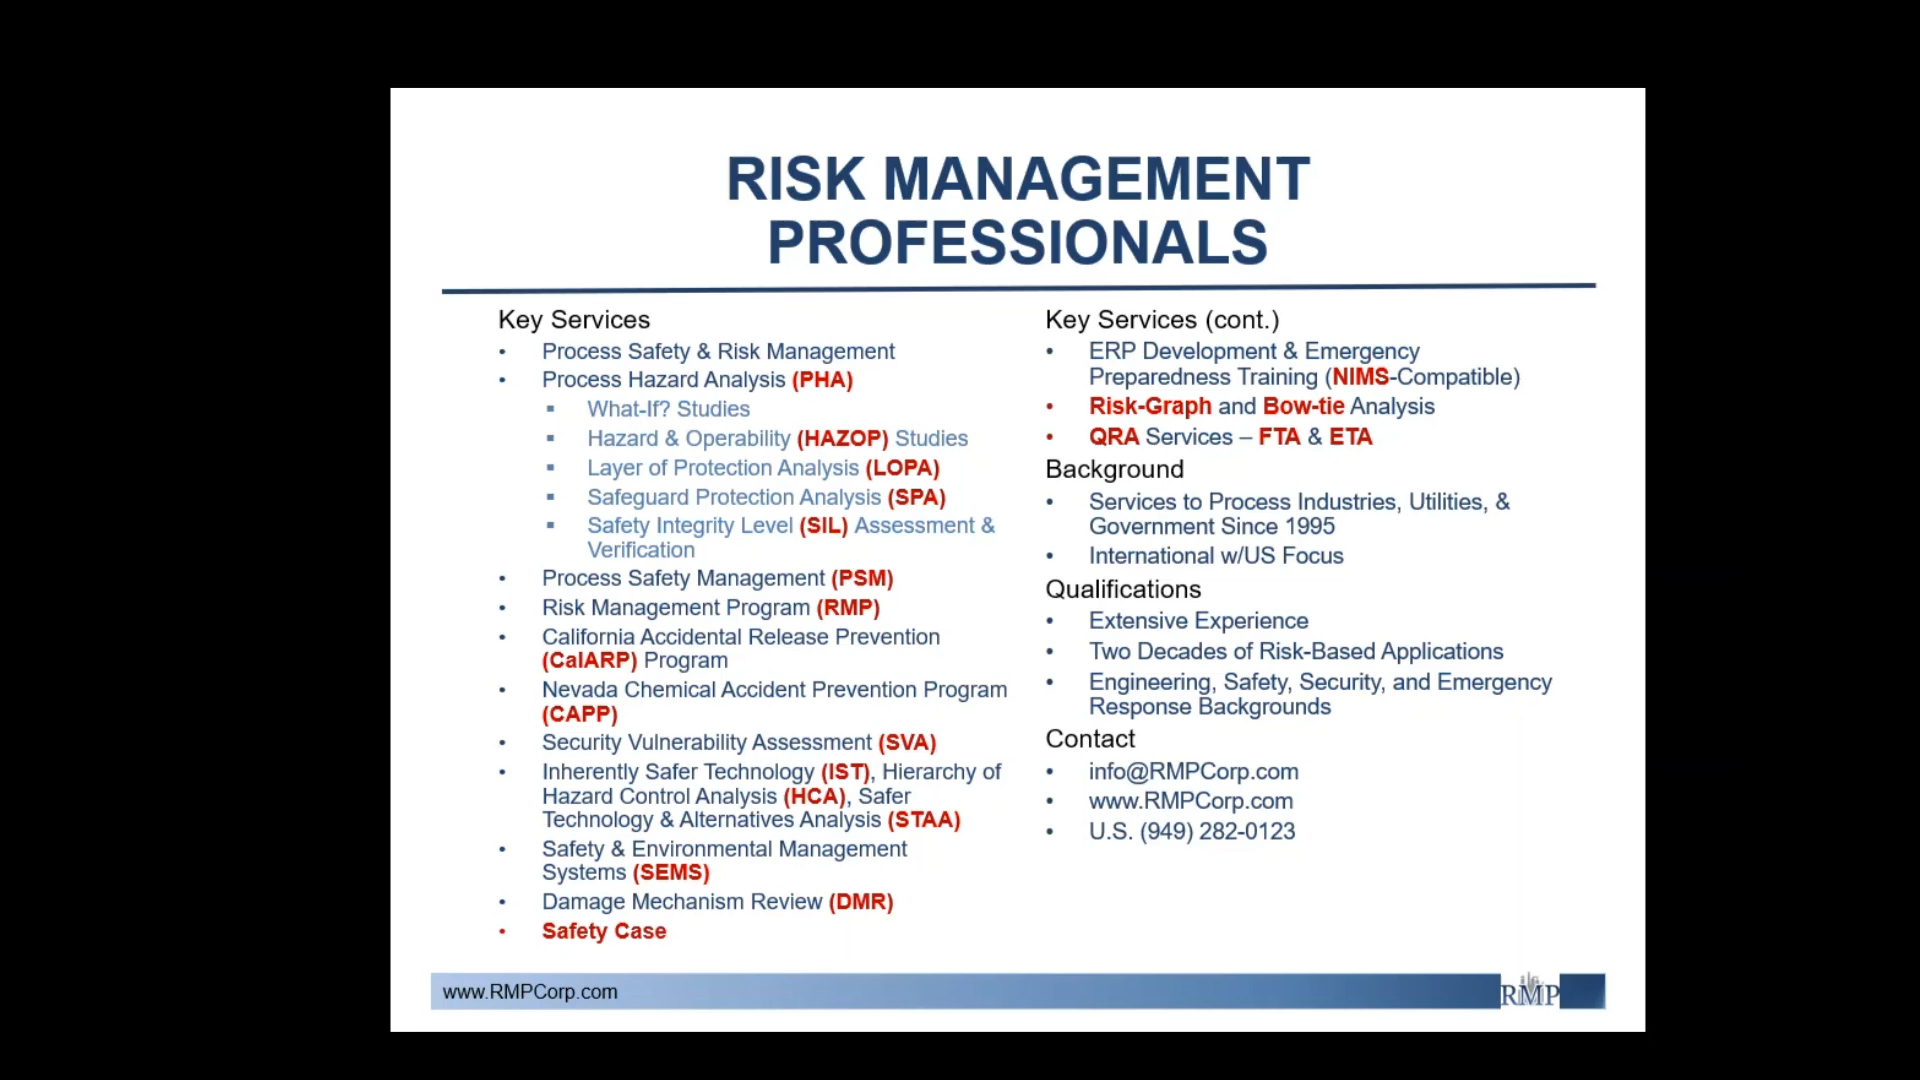 RISK MANAGEMENT
PROFESSIONALS
Key Services
• Process Safety & Risk Management
• Process Hazard Analysis (PHA)
▪ What-If? Studies
▪ Hazard & Operability (HAZOP) Studies
▪ Layer of Protection Analysis (LOPA)
▪ Safeguard Protection Analysis (SPA)
▪ Safety Integrity Level (SIL) Assessment &
Verification
• Process Safety Management (PSM)
• Risk Management Program (RMP)
• California Accidental Release Prevention
(CalARP) Program
• Nevada Chemical Accident Prevention Program
(CAPP)
• Security Vulnerability Assessment (SVA)
• Inherently Safer Technology (IST), Hierarchy of
Hazard Control Analysis (HCA), Safer
Technology & Alternatives Analysis (STAA)
• Safety & Environmental Management
Systems (SEMS)
• Damage Mechanism Review (DMR)
• Safety Case
Key Services (cont.)
• ERP Development & Emergency
Preparedness Training (NIMS-Compatible)
• Risk-Graph and Bow-tie Analysis
• QRA Services – FTA & ETA
Background
• Services to Process Industries, Utilities, &
Government Since 1995
• International w/US Focus
Qualifications
• Extensive Experience
• Two Decades of Risk-Based Applications
• Engineering, Safety, Security, and Emergency
Response Backgrounds
Contact
• info@RMPCorp.com
• www.RMPCorp.com
• U.S. (949) 282-0123
www.RMPCorp.com
RMP